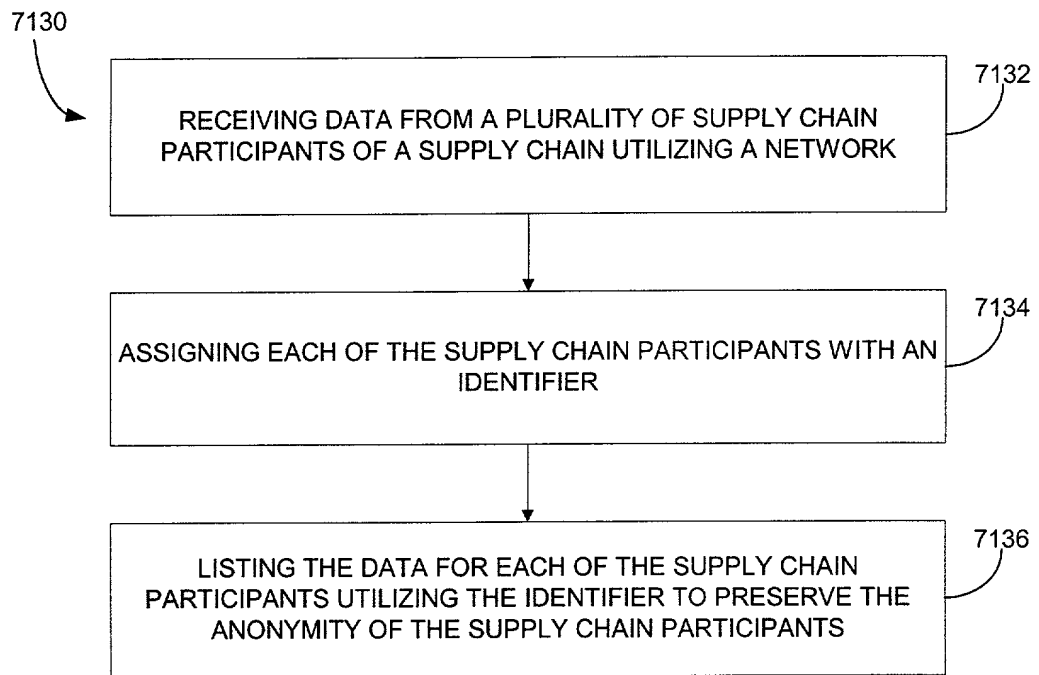 7130
7132
RECEIVING DATA FROM A PLURALITY OF SUPPLY CHAIN
PARTICIPANTS OF A SUPPLY CHAIN UTILIZING A NETWORK
7134
ASSIGNING EACH OF THE SUPPLY CHAIN PARTICIPANTS WITH AN
IDENTIFIER
7136
LISTING THE DATA FOR EACH OF THE SUPPLY CHAIN
PARTICIPANTS UTILIZING THE IDENTIFIER TO PRESERVE THE
ANONYMITY OF THE SUPPLY CHAIN PARTICIPANTS